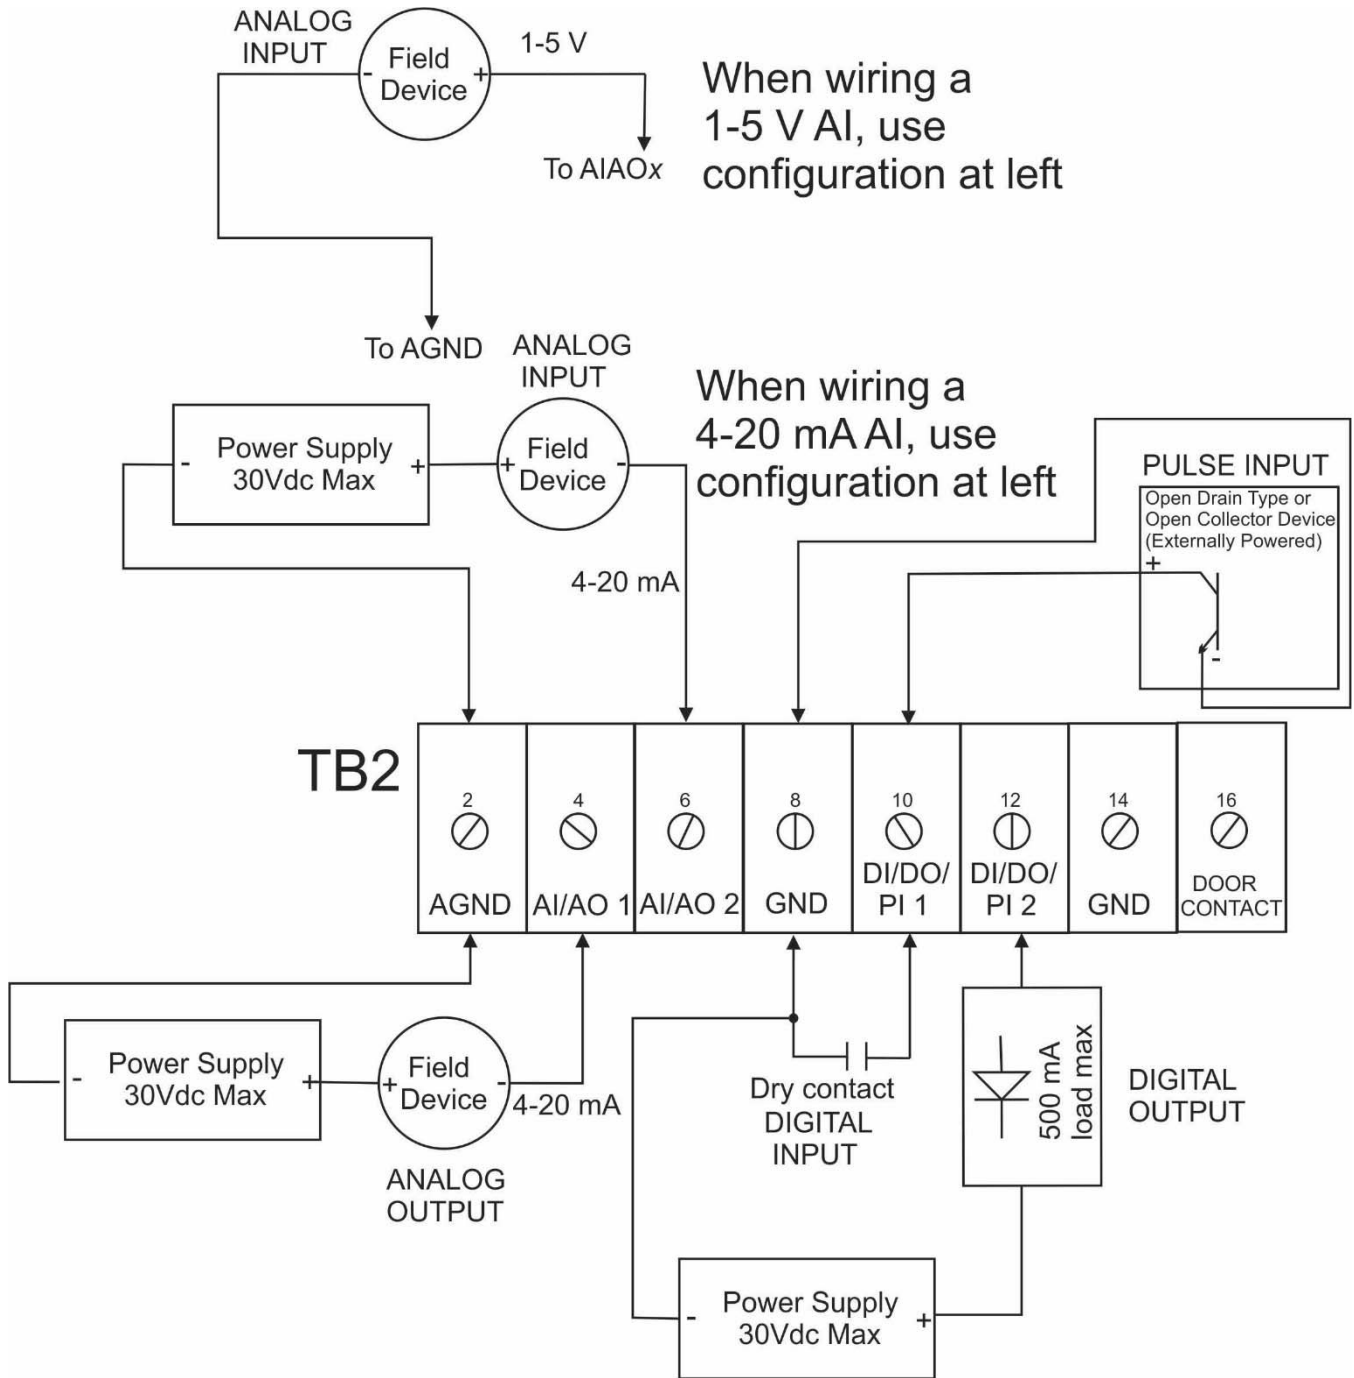 ANALOG
INPUT
Field
Device
-
+
1-5 V
To AIAOx
To AGND
When wiring a
1-5 V AI, use
configuration at left
ANALOG
INPUT
Power Supply
30Vdc Max
-
+
Field
Device
+
-
4-20 mA
When wiring a
4-20 mA AI, use
configuration at left
PULSE INPUT
Open Drain Type or
Open Collector Device
(Externally Powered)
+
-
TB2
2
AGND
4
AI/AO 1
6
AI/AO 2
8
GND
10
DI/DO/
PI 1
12
DI/DO/
PI 2
14
GND
16
DOOR
CONTACT
Power Supply
30Vdc Max
-
+
Field
Device
+
-
4-20 mA
ANALOG
OUTPUT
Dry contact
DIGITAL
INPUT
500 mA
load max
DIGITAL
OUTPUT
Power Supply
30Vdc Max
-
+